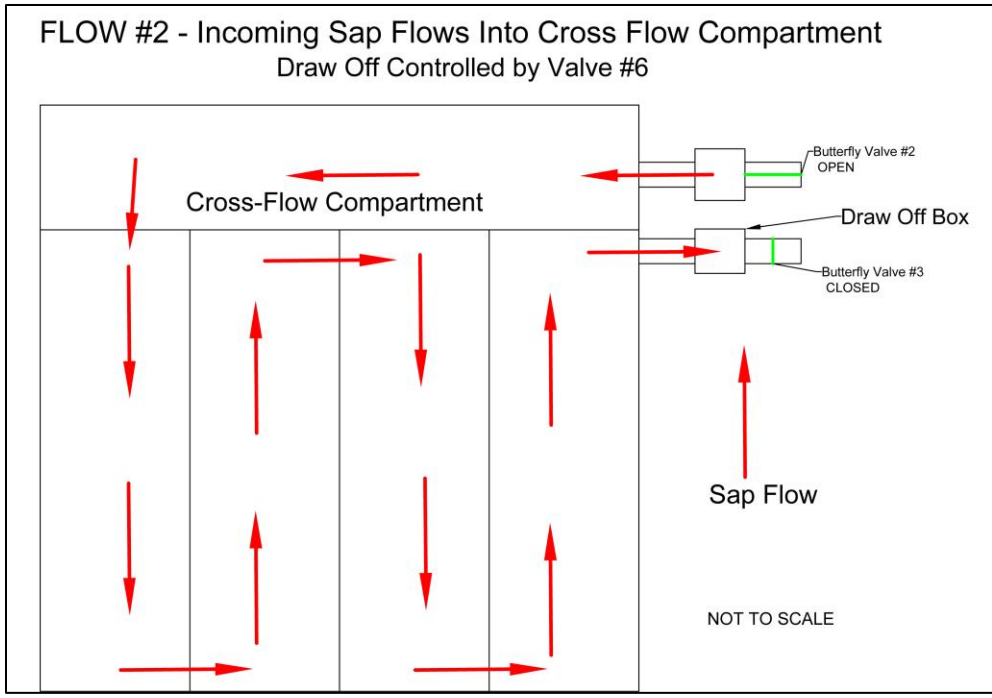 FLOW #2 - Incoming Sap Flows Into Cross Flow Compartment
Draw Off Controlled by Valve #6
Butterfly Valve #2
OPEN
Cross-Flow Compartment
Draw Off Box
Butterfly Valve #3
CLOSED
Sap Flow
NOT TO SCALE